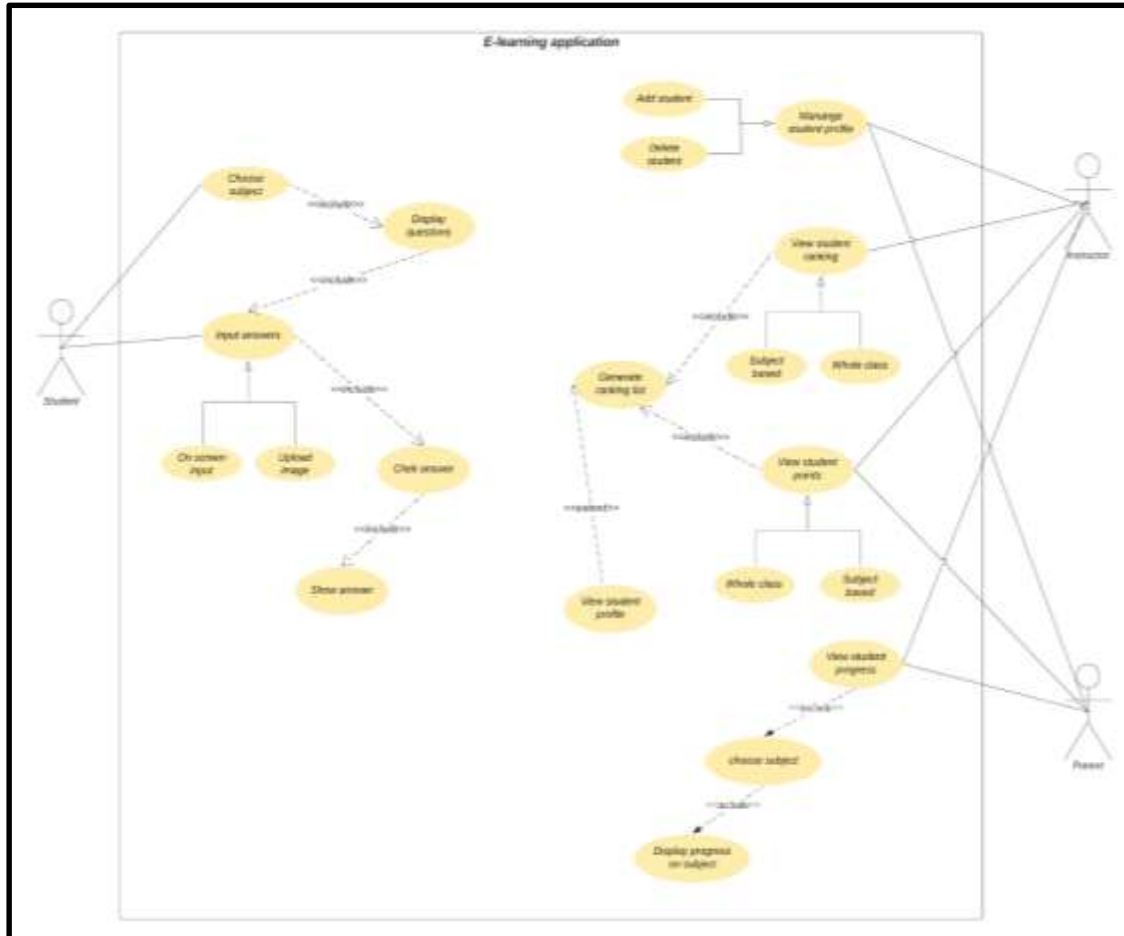 E-learning application
Add student
Manange
student profile
Delete
student
Choose
subject
<<include>>
Display
questions
Instructor
View student
ranking
<<include>>
Input answers
<<include>>
Subject
based
Whole class
Generate
ranking list
Student
<<include>>
<<include>>
On screen
input
Upload
image
Chek answer
View student
points
<<extend>>
<<include>>
Whole class
Subject
based
Show answer
View student
profile
View student
progress
<<include>>
choose subject
Parent
<<include>>
Display progress
on subject